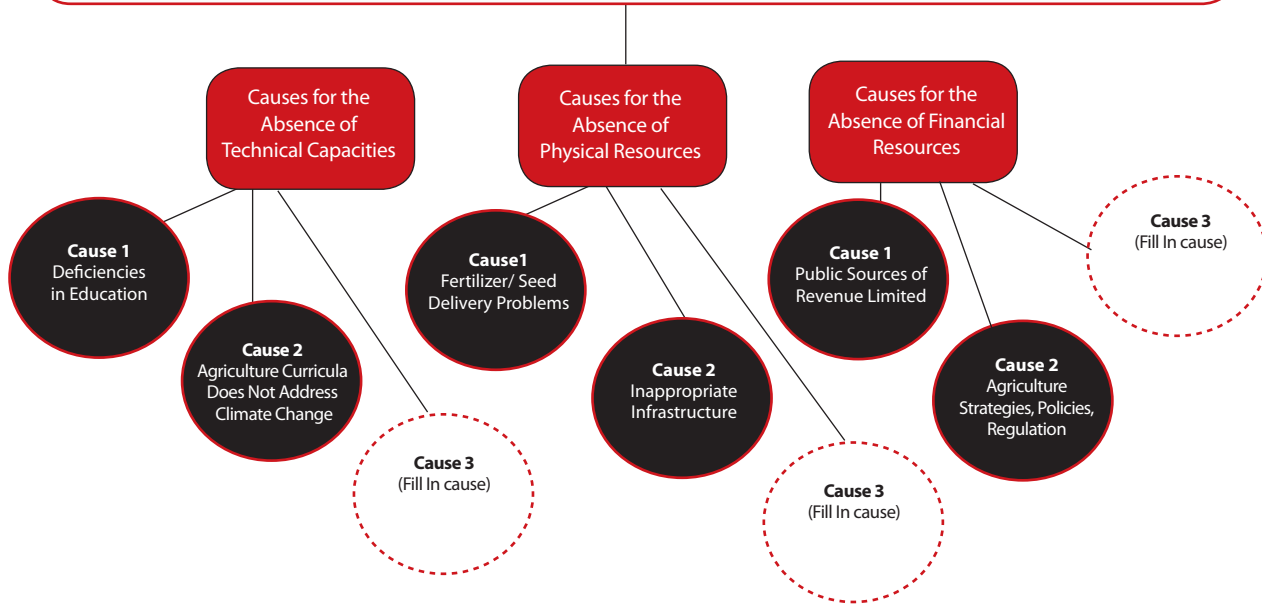 Causes for the
Absence of
Technical Capacities
Cause 1
Deficiencies
in Education
Cause 2
Agriculture Curricula
Does Not Address
Climate Change
Cause 3
(Fill In cause)
Causes for the
Absence of
Physical Resources
Cause1
Fertilizer/ Seed
Delivery Problems
Cause 2
Inappropriate
Infrastructure
Cause 3
(Fill In cause)
Causes for the
Absence of Financial
Resources
Cause 1
Public Sources of
Revenue Limited
Cause 2
Agriculture
Strategies, Policies,
Regulation
Cause 3
(Fill In cause)